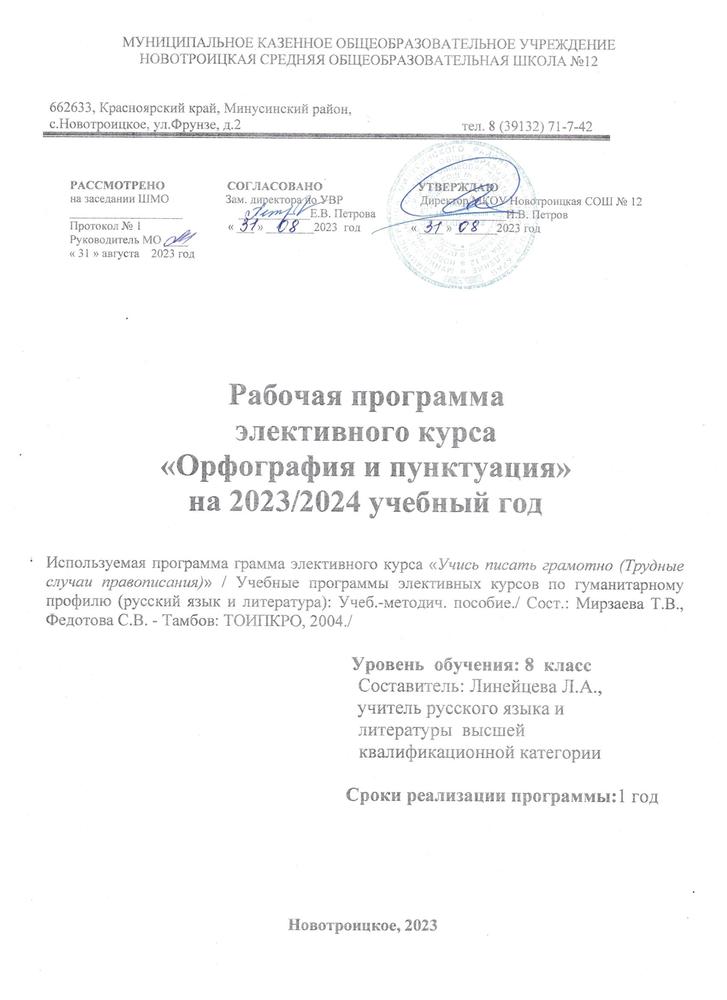 МУНИЦИПАЛЬНОЕ КАЗЕННОЕ ОБЩЕОБРАЗОВАТЕЛЬНОЕ УЧРЕЖДЕНИЕ
НОВОТРОИЦКАЯ СРЕДНЯЯ ОБЩЕОБРАЗОВАТЕЛЬНАЯ ШКОЛА №12
662633, Красноярский край, Минусинский район,
с.Новотроицкое, ул.Фрунзе, д.2 тел. 8 (39132) 71-7-42
РАССМОТРЕНО
на заседании ШМО
Протокол № 1
Руководитель МО
« 31 » августа 2023 год
СОГЛАСОВАНО
Зам. директора по УВР
Е.В. Петрова
« 31 » 08 2023 год
УТВЕРЖДАЮ
Директор МКОУ Новотроицкая СОШ № 12
И.В. Петров
« 31 » 08 2023 год
Рабочая программа
элективного курса
«Орфография и пунктуация»
на 2023/2024 учебный год
Используемая программа грамма элективного курса «Учись писать грамотно (Трудные
случаи правописания)» / Учебные программы элективных курсов по гуманитарному
профилю (русский язык и литература): Учеб.-методич. пособие./ Сост.: Мирзаева Т.В.,
Федотова С.В. - Тамбов: ТОИПКРО, 2004./
Уровень обучения: 8 класс
Составитель: Линейцева Л.А.,
учитель русского языка и
литературы высшей
квалификационной категории
Сроки реализации программы:1 год
Новотроицкое, 2023